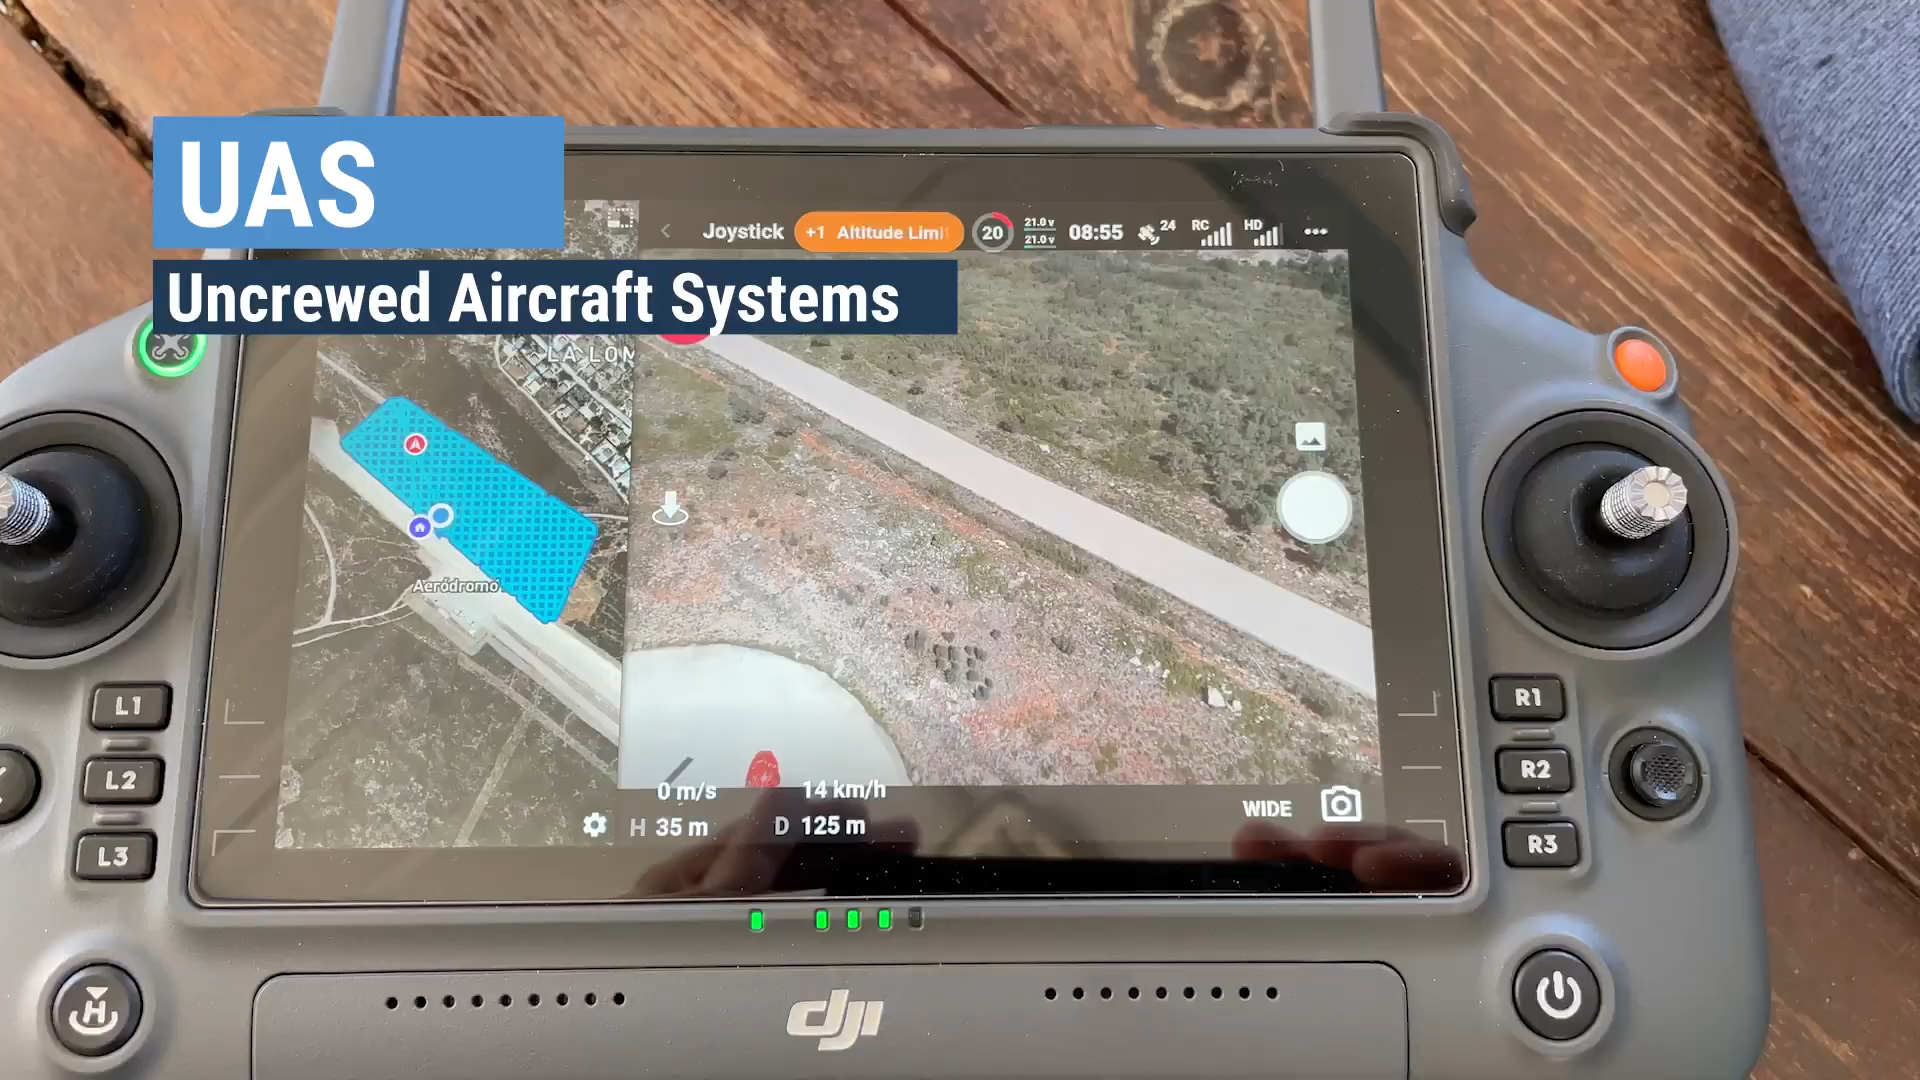 UAS
Uncrewed Aircraft Systems
Joystick +1 Altitude Limi 20 21.0 v 21.0 v 08:55 24 RC HD
LA LOM
Aeródromo
0 m/s 14 km/h
H 35 m D 125 m
WIDE
L1
L2
L3
R1
R2
R3
H
dji